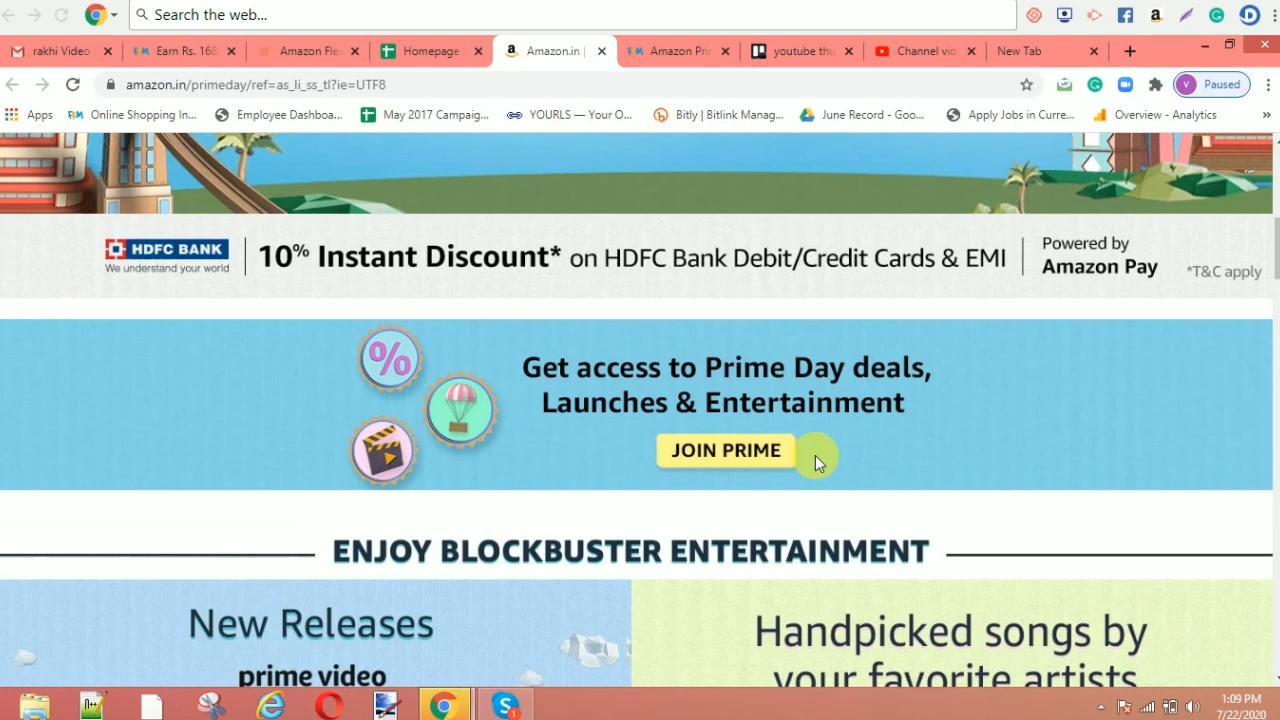 Search the web...
rakhi Video
Earn Rs. 168
Amazon Fle
Homepage
Amazon.in |
Amazon Pri
youtube thu
Channel vid
New Tab
amazon.in/primeday/ref=as_li_ss_tl?ie=UTF8
Paused
Apps
Online Shopping In...
Employee Dashboa...
May 2017 Campaig...
YOURLS — Your O...
Bitly | Bitlink Manag...
June Record - Goo...
Apply Jobs in Curre...
Overview - Analytics
HDFC BANK
We understand your world
10% Instant Discount* on HDFC Bank Debit/Credit Cards & EMI
Powered by
Amazon Pay
*T&C apply
%
Get access to Prime Day deals,
Launches & Entertainment
JOIN PRIME
ENJOY BLOCKBUSTER ENTERTAINMENT
New Releases
prime video
Handpicked songs by
your favorite artists
1:09 PM
7/22/2020